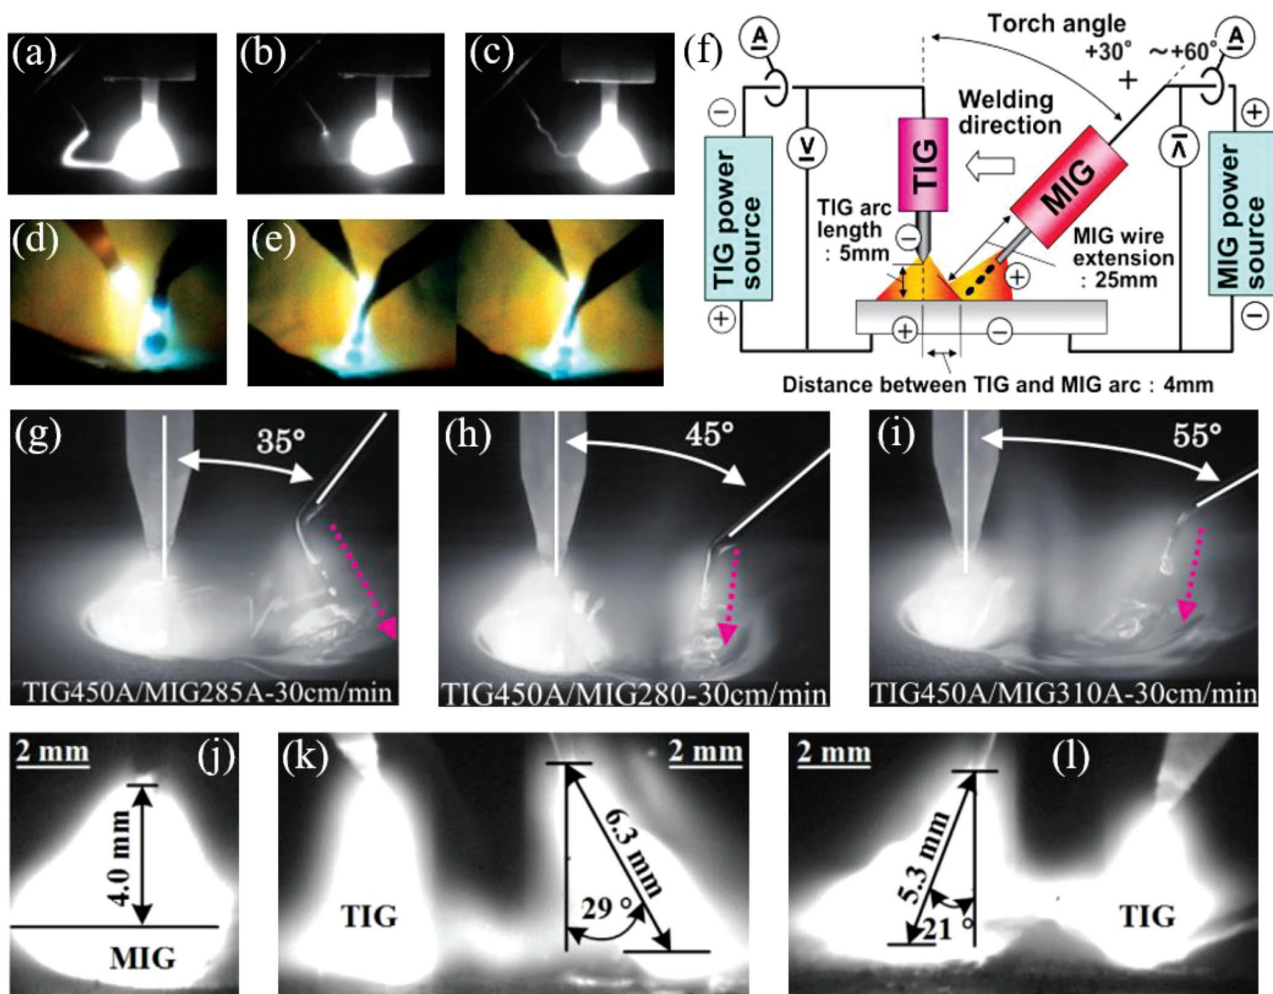 (a)
(b)
(c)
(d)
(e)
(f)
Torch angle
+30° ～+60°
+
A
A
Welding
direction
−
+
V
V
TIG
MIG
TIG power
source
MIG power
source
TIG arc
length
: 5mm
−
MIG wire
extension
: 25mm
+
+
−
+
−
Distance between TIG and MIG arc : 4mm
(g)
35°
TIG450A/MIG285A-30cm/min
(h)
45°
TIG450A/MIG280-30cm/min
(i)
55°
TIG450A/MIG310A-30cm/min
2 mm
(j)
4.0 mm
MIG
(k)
2 mm
6.3 mm
29 °
TIG
2 mm
(l)
5.3 mm
21 °
TIG